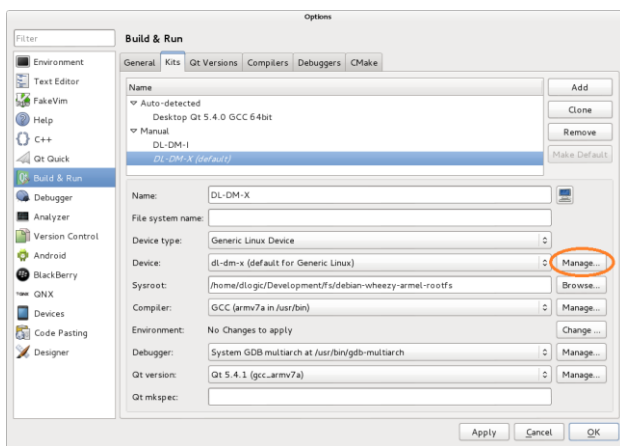 Options
Filter
Build & Run
Environment
Text Editor
FakeVim
Help
C++
Qt Quick
Build & Run
Debugger
Analyzer
Version Control
Android
BlackBerry
QNX
Devices
Code Pasting
Designer
General Kits Qt Versions Compilers Debuggers CMake
Name
Auto-detected
Desktop Qt 5.4.0 GCC 64bit
Manual
DL-DM-I
DL-DM-X (default)
Add
Clone
Remove
Make Default
Name: DL-DM-X
File system name:
Device type: Generic Linux Device
Device: dl-dm-x (default for Generic Linux) Manage...
Sysroot: /home/dlogic/Development/fs/debian-wheezy-armel-rootfs Browse...
Compiler: GCC (armv7a in /usr/bin) Manage...
Environment: No Changes to apply Change ...
Debugger: System GDB multiarch at /usr/bin/gdb-multiarch Manage...
Qt version: Qt 5.4.1 (gcc_armv7a) Manage...
Qt mkspec:
Apply Cancel OK